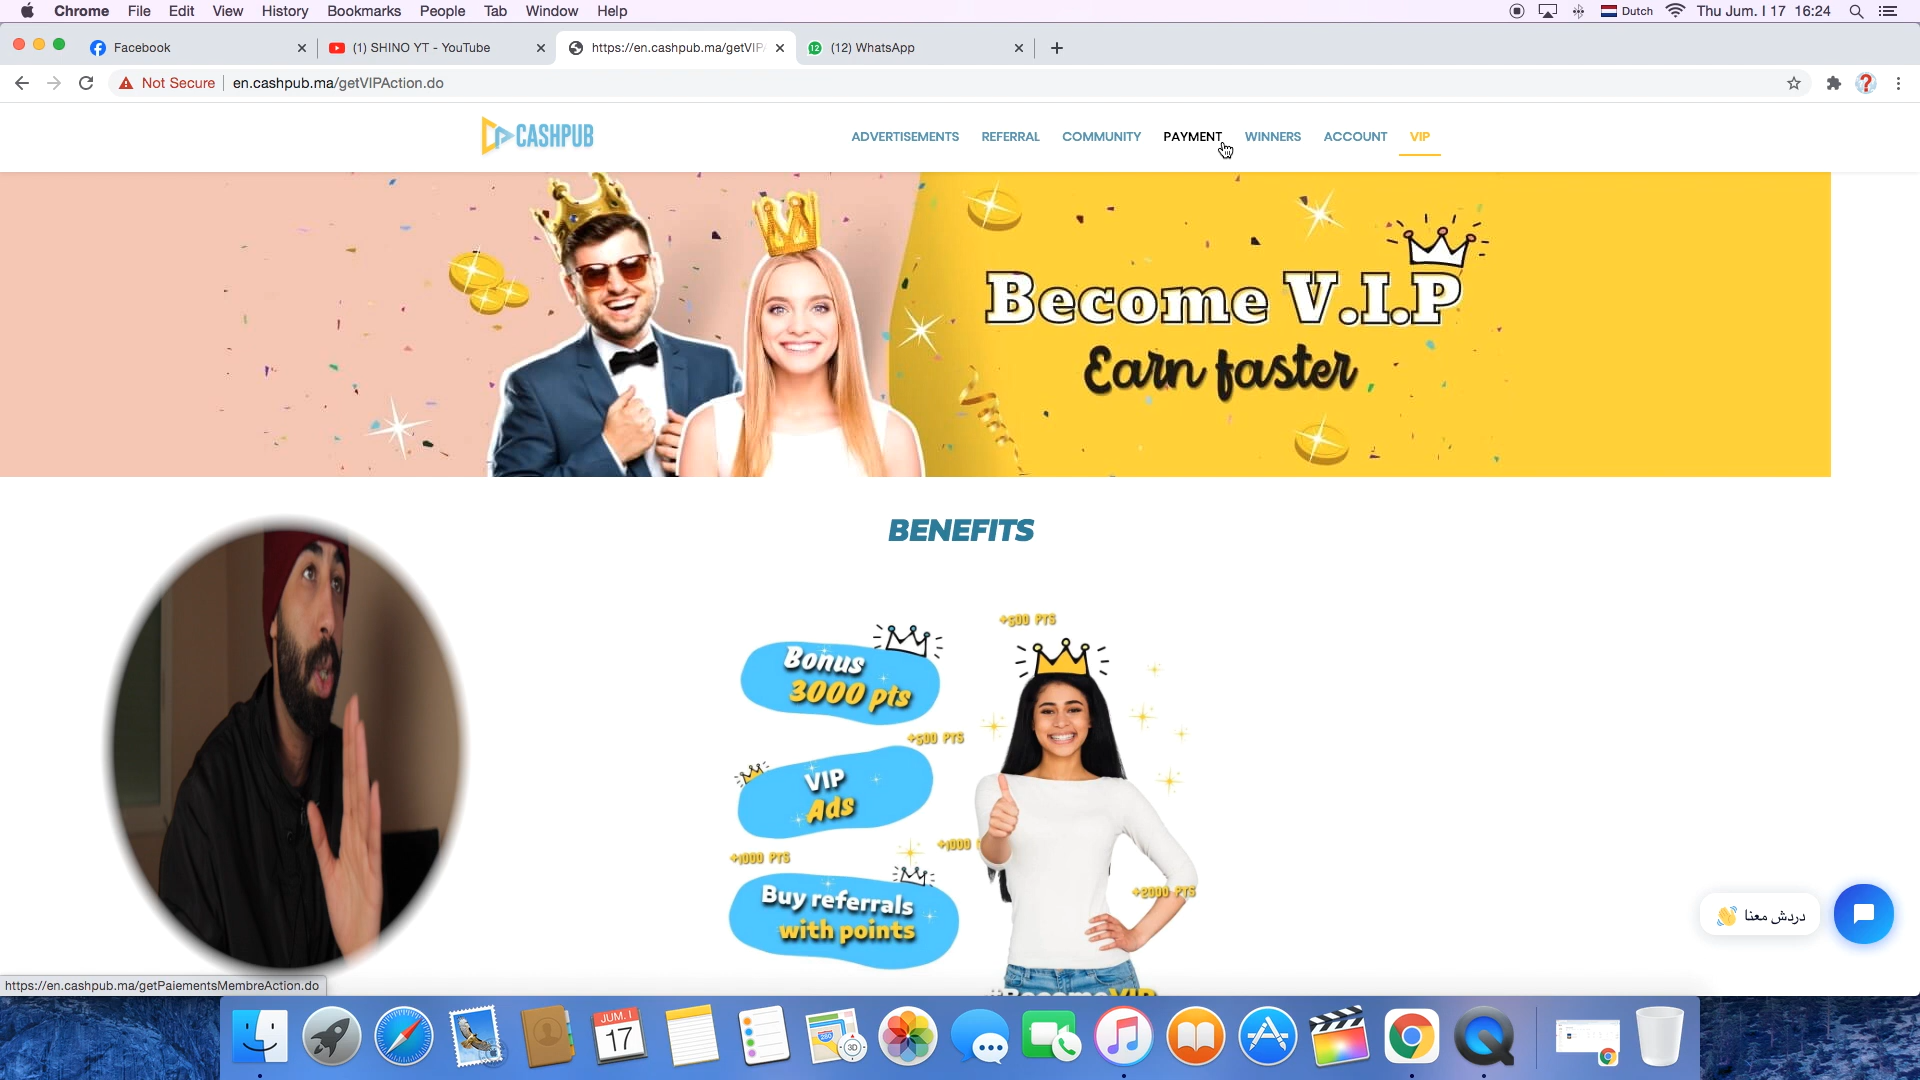 Chrome File Edit View History Bookmarks People Tab Window Help
Dutch Thu Jum. I 17 16:24
Facebook
(1) SHINO YT - YouTube
https://en.cashpub.ma/getVIP
(12) WhatsApp
Not Secure en.cashpub.ma/getVIPAction.do
CASHPUB
ADVERTISEMENTS REFERRAL COMMUNITY PAYMENT WINNERS ACCOUNT VIP
Become V.I.P
Earn faster
BENEFITS
+500 PTS
Bonus
3000 pts
+500 PTS
VIP
Ads
+1000
+1000 PTS
Buy referrals
with points
+2000 PTS
#BecomeVIP
دردش معنا
https://en.cashpub.ma/getPaiementsMembreAction.do
JUM. I
17
3D